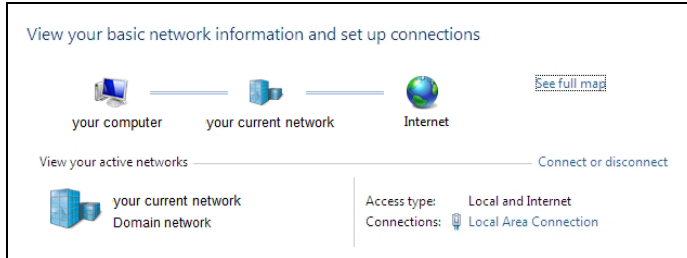 View your basic network information and set up connections
See full map
your computer your current network Internet
View your active networks Connect or disconnect
your current network Access type: Local and Internet
Domain network Connections: Local Area Connection